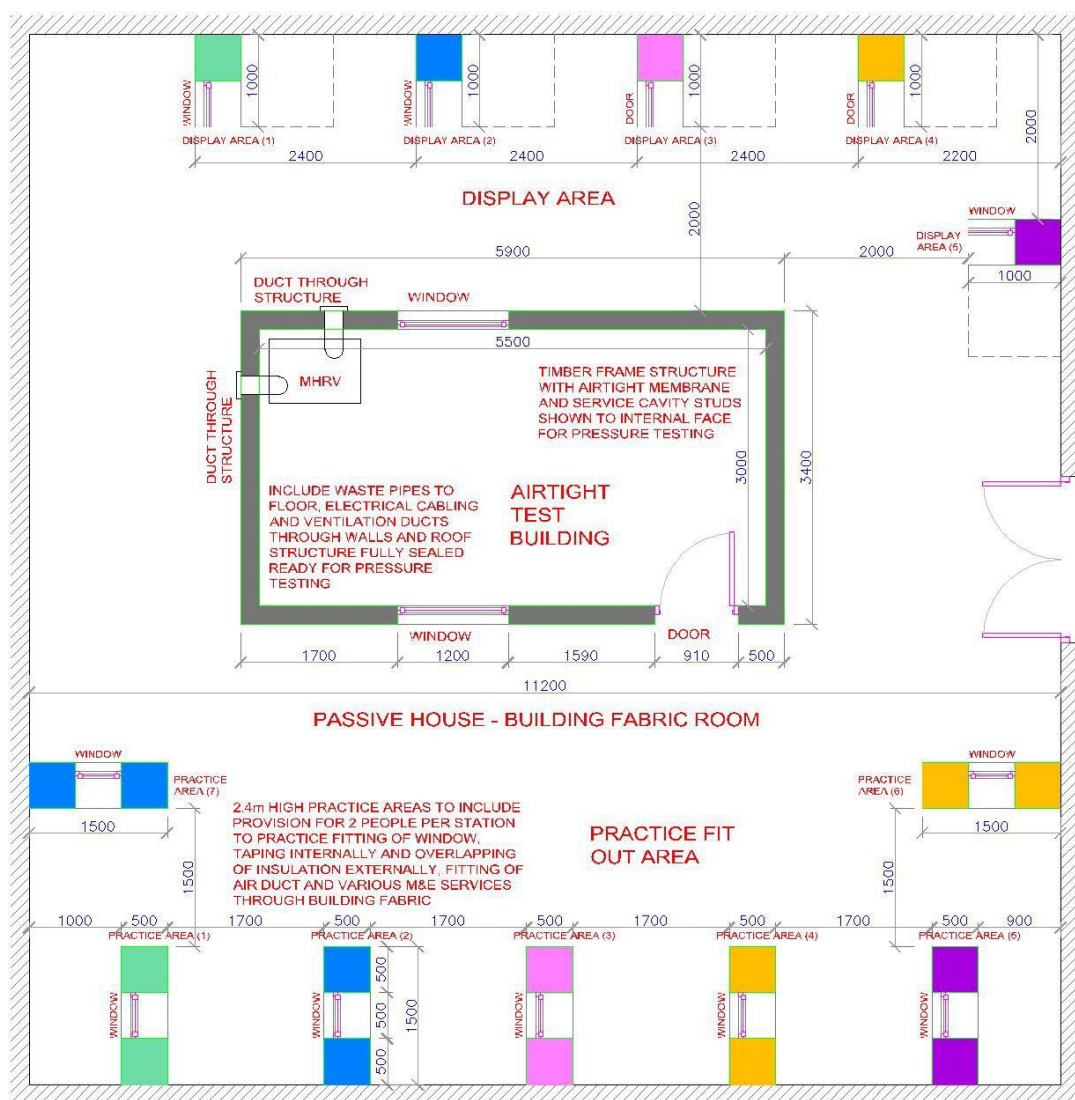 WINDOW
1000
WINDOW
1000
DOOR
1000
DOOR
1000
2000
DISPLAY AREA (1)
DISPLAY AREA (2)
DISPLAY AREA (3)
DISPLAY AREA (4)
2400
2400
2400
2200
DISPLAY AREA
2000
WINDOW
DISPLAY
AREA (5)
5900
2000
1000
DUCT THROUGH
STRUCTURE
WINDOW
5500
MHRV
DUCT THROUGH
STRUCTURE
TIMBER FRAME STRUCTURE
WITH AIRTIGHT MEMBRANE
AND SERVICE CAVITY STUDS
SHOWN TO INTERNAL FACE
FOR PRESSURE TESTING
3000
3400
INCLUDE WASTE PIPES TO
FLOOR, ELECTRICAL CABLING
AND VENTILATION DUCTS
THROUGH WALLS AND ROOF
STRUCTURE FULLY SEALED
READY FOR PRESSURE
TESTING
AIRTIGHT
TEST
BUILDING
WINDOW
DOOR
1700
1200
1590
910
500
11200
PASSIVE HOUSE - BUILDING FABRIC ROOM
WINDOW
PRACTICE
AREA (7)
1500
1500
WINDOW
PRACTICE
AREA (6)
1500
1500
2.4m HIGH PRACTICE AREAS TO INCLUDE
PROVISION FOR 2 PEOPLE PER STATION
TO PRACTICE FITTING OF WINDOW,
TAPING INTERNALLY AND OVERLAPPING
OF INSULATION EXTERNALLY, FITTING OF
AIR DUCT AND VARIOUS M&E SERVICES
THROUGH BUILDING FABRIC
PRACTICE FIT
OUT AREA
1000
500
1700
500
1700
500
1700
500
1700
500
900
PRACTICE AREA (1)
PRACTICE AREA (2)
PRACTICE AREA (3)
PRACTICE AREA (4)
PRACTICE AREA (5)
WINDOW
WINDOW
500
500
500
1500
WINDOW
WINDOW
WINDOW